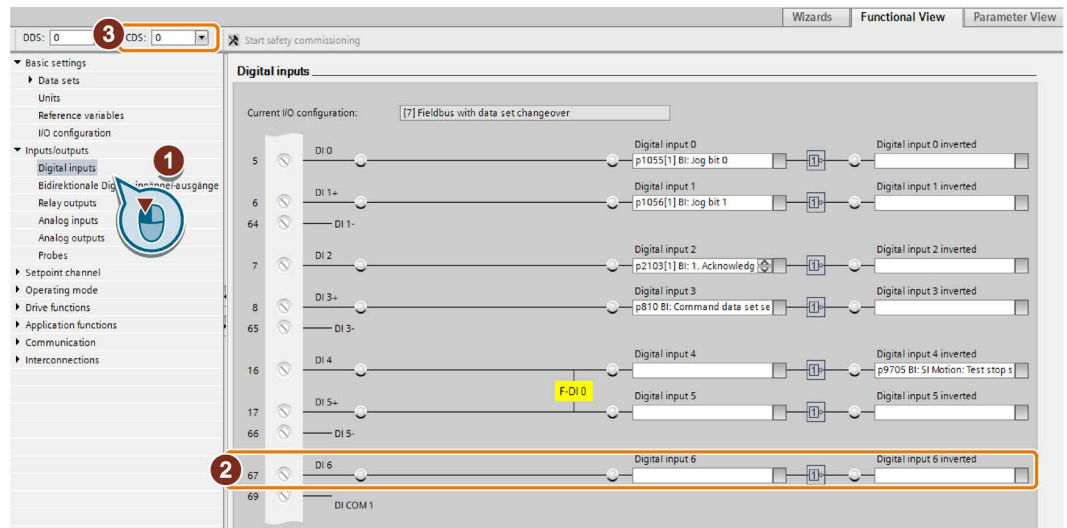 Wizards
Functional View
Parameter View
DDS: 0
3
CDS: 0
Start safety commissioning
Basic settings
Data sets
Units
Reference variables
I/O configuration
Inputs/outputs
Digital inputs
1
Bidirektionale
ausgänge
Relay outputs
Analog inputs
Analog outputs
Probes
Setpoint channel
Operating mode
Drive functions
Application functions
Communication
Interconnections
Digital inputs
Current I/O configuration:
[7] Fieldbus with data set changeover
5
DI 0
Digital input 0
p1055[1] BI: Jog bit 0
1
Digital input 0 inverted
6
DI 1+
Digital input 1
p1056[1] BI: Jog bit 1
1
Digital input 1 inverted
64
DI 1-
7
DI 2
Digital input 2
p2103[1] BI: 1. Acknowledg
1
Digital input 2 inverted
8
DI 3+
Digital input 3
p810 BI: Command data set se
1
Digital input 3 inverted
65
DI 3-
16
DI 4
Digital input 4
1
Digital input 4 inverted
p9705 BI: SI Motion: Test stop s
F-DI 0
17
DI 5+
Digital input 5
1
Digital input 5 inverted
66
DI 5-
2
67
DI 6
Digital input 6
1
Digital input 6 inverted
69
DI COM 1